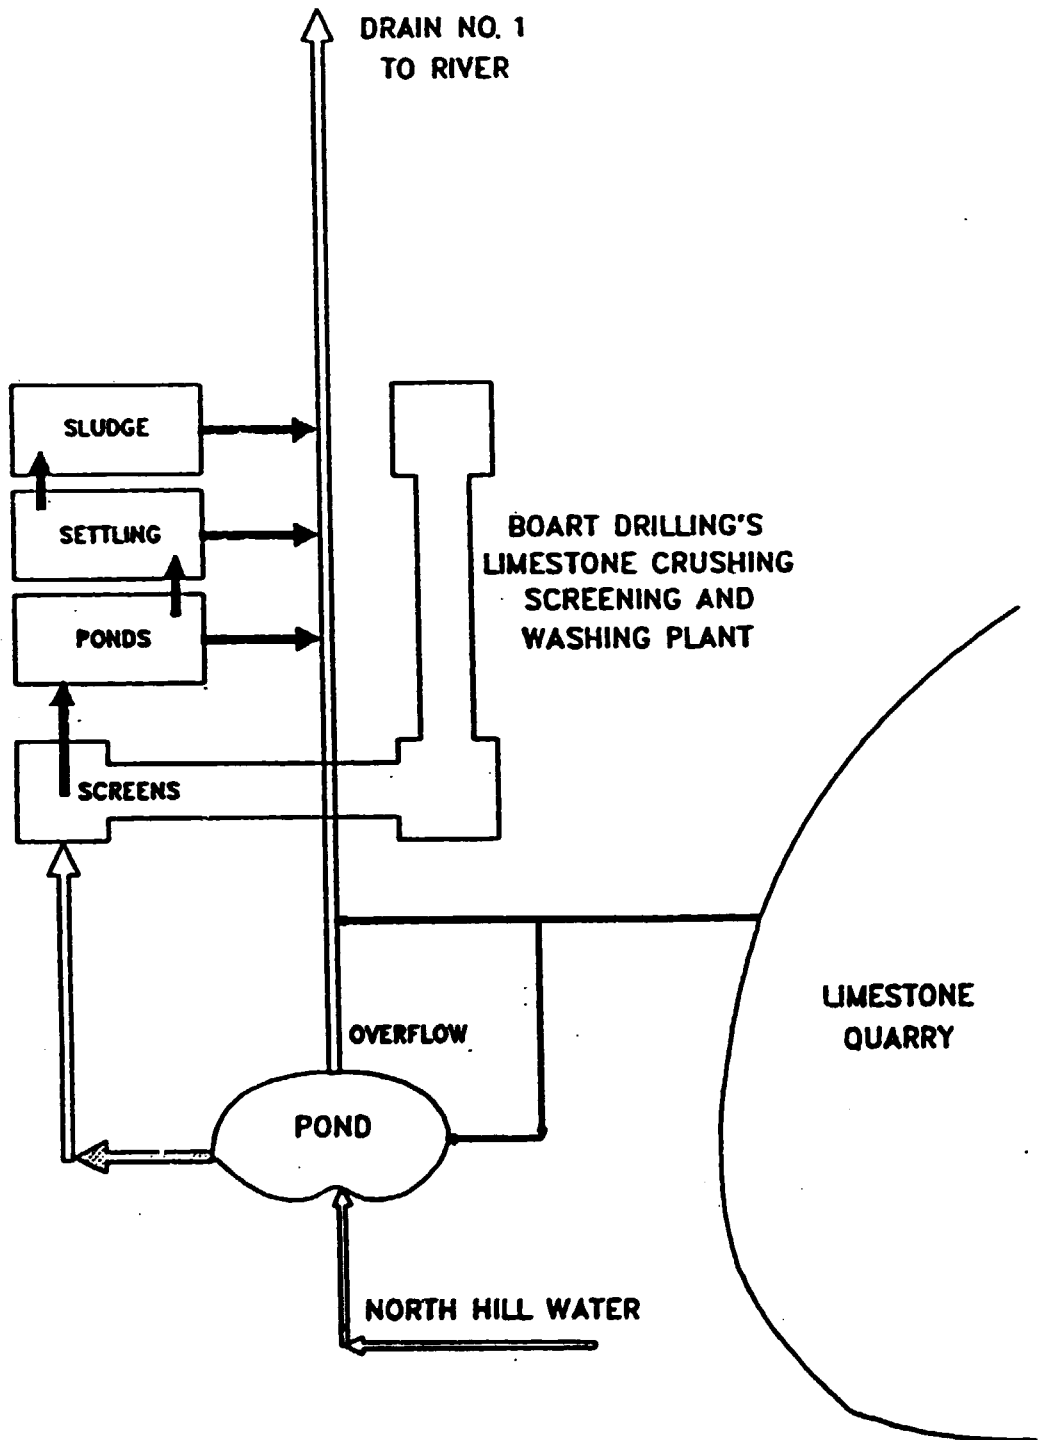 DRAIN NO. 1
TO RIVER
SLUDGE
SETTLING
PONDS
BOART DRILLING'S
LIMESTONE CRUSHING
SCREENING AND
WASHING PLANT
SCREENS
LIMESTONE
QUARRY
OVERFLOW
POND
NORTH HILL WATER